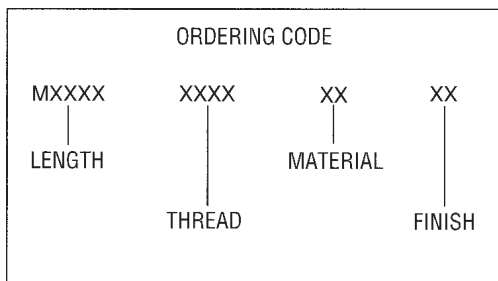 ORDERING CODE
MXXXX XXXX XX XX
LENGTH MATERIAL
THREAD FINISH